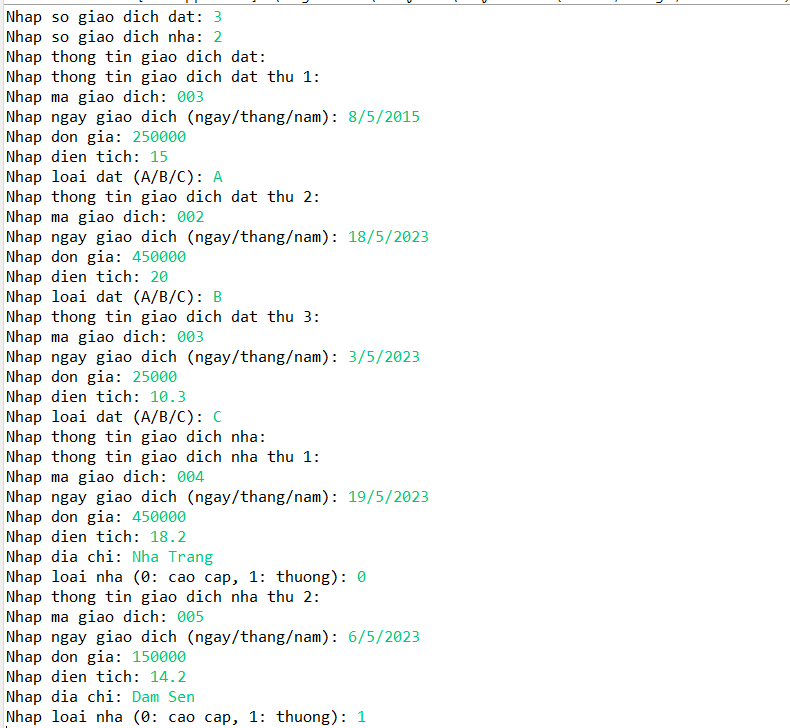 Nhap so giao dich dat: 3
Nhap so giao dich nha: 2
Nhap thong tin giao dich dat:
Nhap thong tin giao dich dat thu 1:
Nhap ma giao dich: 003
Nhap ngay giao dich (ngay/thang/nam): 8/5/2015
Nhap don gia: 250000
Nhap dien tich: 15
Nhap loai dat (A/B/C): A
Nhap thong tin giao dich dat thu 2:
Nhap ma giao dich: 002
Nhap ngay giao dich (ngay/thang/nam): 18/5/2023
Nhap don gia: 450000
Nhap dien tich: 20
Nhap loai dat (A/B/C): B
Nhap thong tin giao dich dat thu 3:
Nhap ma giao dich: 003
Nhap ngay giao dich (ngay/thang/nam): 3/5/2023
Nhap don gia: 25000
Nhap dien tich: 10.3
Nhap loai dat (A/B/C): C
Nhap thong tin giao dich nha:
Nhap thong tin giao dich nha thu 1:
Nhap ma giao dich: 004
Nhap ngay giao dich (ngay/thang/nam): 19/5/2023
Nhap don gia: 450000
Nhap dien tich: 18.2
Nhap dia chi: Nha Trang
Nhap loai nha (0: cao cap, 1: thuong): 0
Nhap thong tin giao dich nha thu 2:
Nhap ma giao dich: 005
Nhap ngay giao dich (ngay/thang/nam): 6/5/2023
Nhap don gia: 150000
Nhap dien tich: 14.2
Nhap dia chi: Dam Sen
Nhap loai nha (0: cao cap, 1: thuong): 1